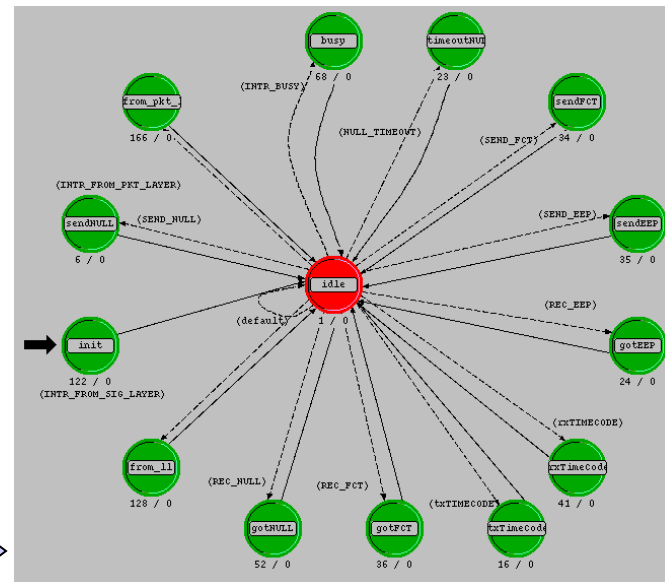 busy
68 / 0
timeoutNUL
23 / 0
(INTR_BUSY)
from_pkt_l
166 / 0
sendFCT
34 / 0
(NULL_TIMEOUT)
(SEND_FCT)
(INTR_FROM_PKT_LAYER)
sendNULL
(SEND_NULL)
6 / 0
(SEND_EEP)
sendEEP
35 / 0
idle
1 / 0
(default)
(REC_EEP)
init
122 / 0
(INTR_FROM_SIG_LAYER)
gotEEP
24 / 0
(rxTIMECODE)
from_ll
128 / 0
rxTimeCode
41 / 0
(REC_NULL)
(REC_FCT)
(txTIMECODE)
gotNULL
52 / 0
gotFCT
36 / 0
txTimeCode
16 / 0